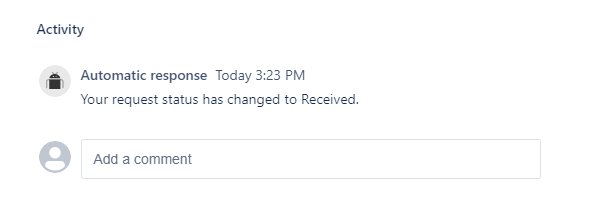 Activity
Automatic response Today 3:23 PM
Your request status has changed to Received.
Add a comment